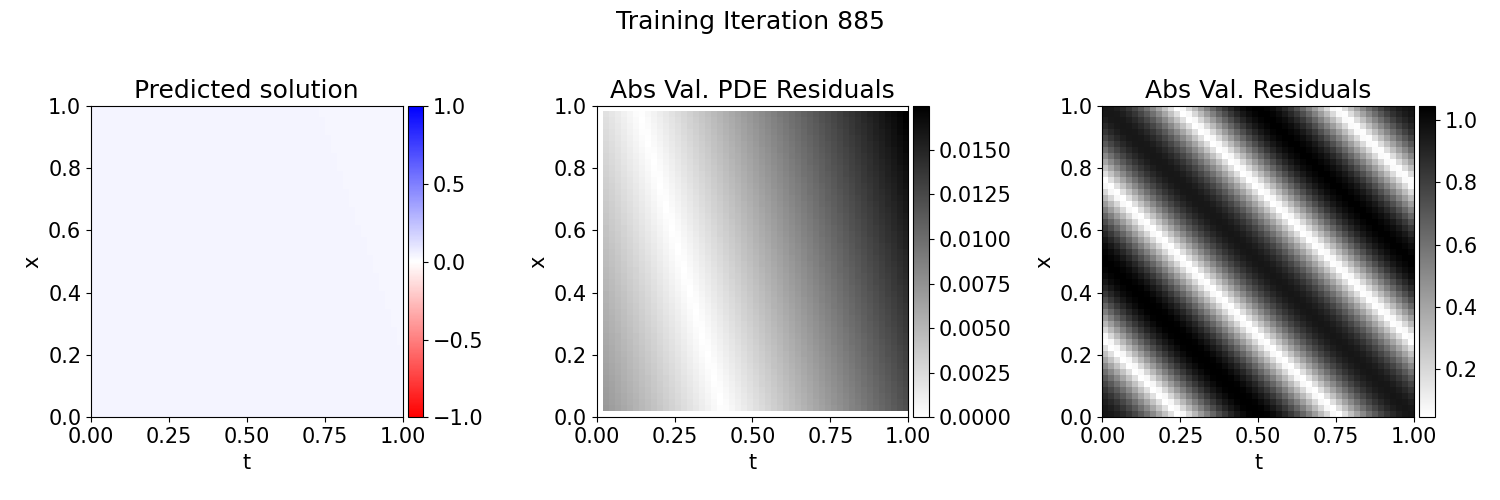 Training Iteration 885
Predicted solution
1.0
0.8
0.6
0.4
0.2
0.0
x
0.00 0.25 0.50 0.75 1.00
t
1.0
0.5
0.0
−0.5
−1.0
Abs Val. PDE Residuals
1.0
0.8
0.6
0.4
0.2
0.0
x
0.00 0.25 0.50 0.75 1.00
t
0.0150
0.0125
0.0100
0.0075
0.0050
0.0025
0.0000
Abs Val. Residuals
1.0
0.8
0.6
0.4
0.2
0.0
x
0.00 0.25 0.50 0.75 1.00
t
1.0
0.8
0.6
0.4
0.2